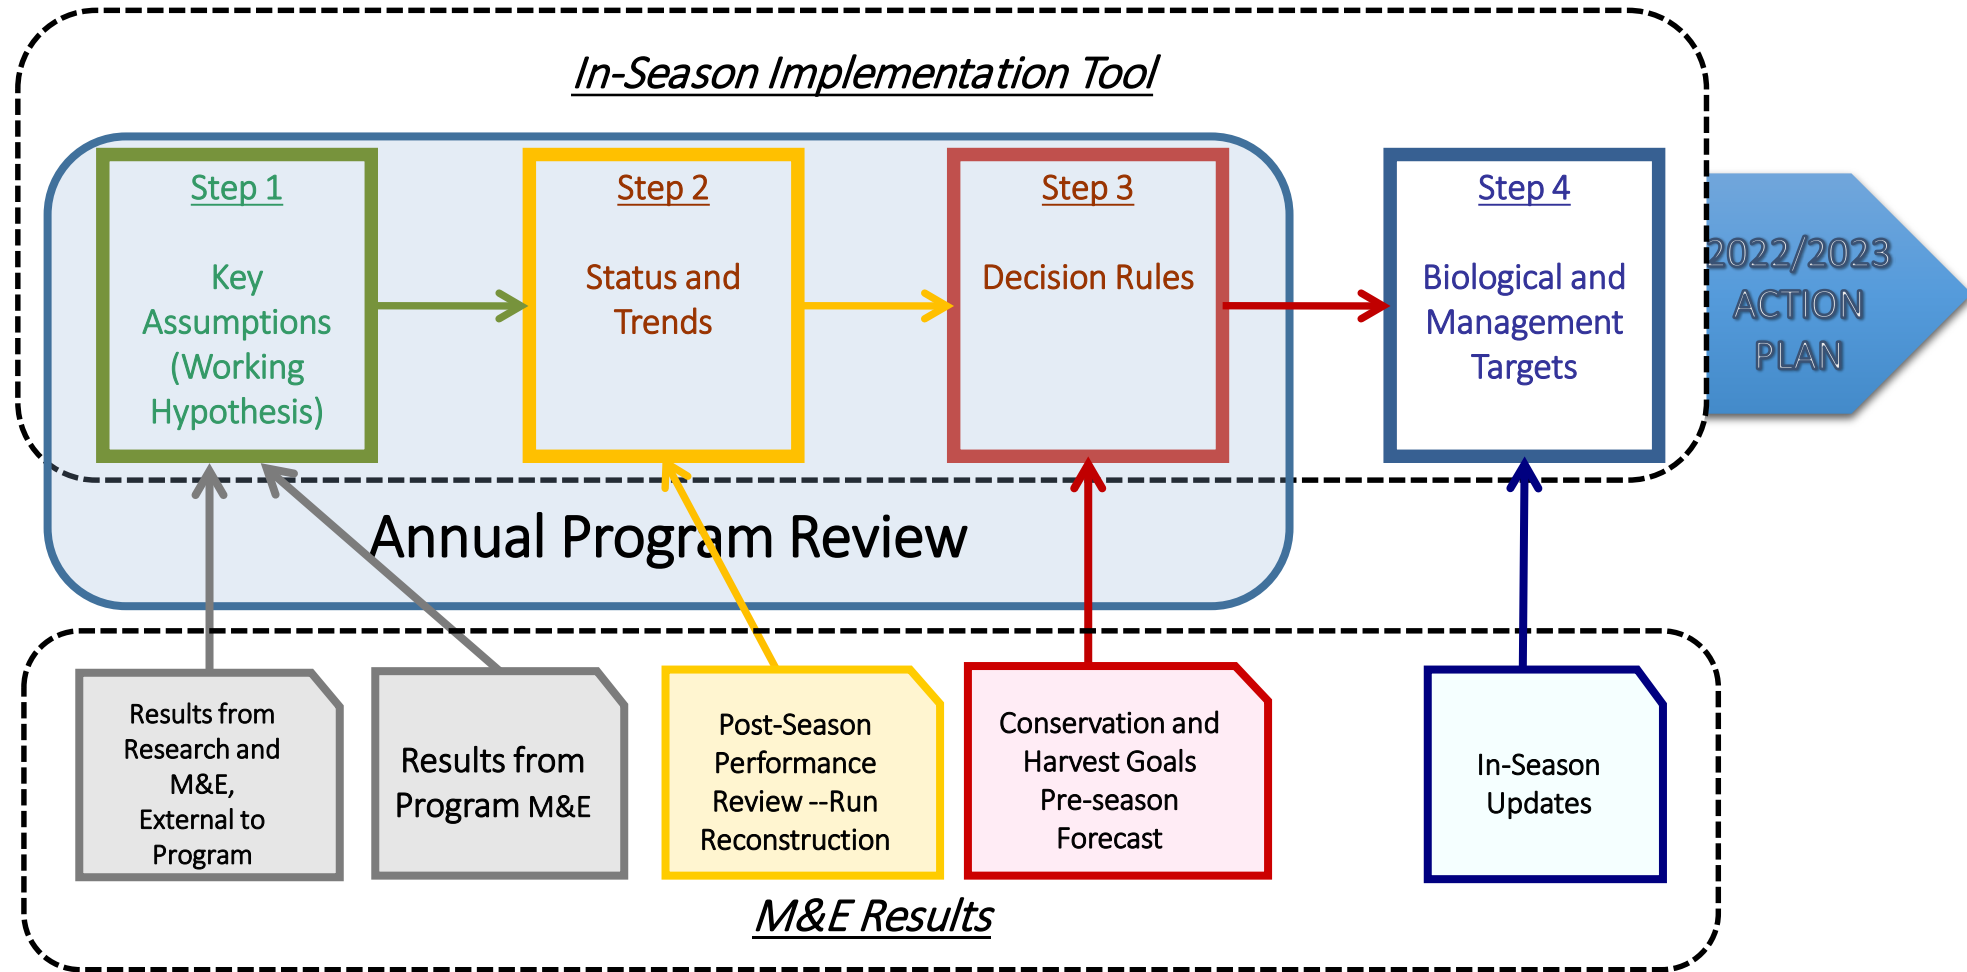 In-Season Implementation Tool
Step 1
Key
Assumptions
(Working
Hypothesis)
Step 2
Status and
Trends
Step 3
Decision Rules
Step 4
Biological and
Management
Targets
2022/2023
ACTION
PLAN
Annual Program Review
Results from
Research and
M&E,
External to
Program
Results from
Program M&E
Post-Season
Performance
Review --Run
Reconstruction
Conservation and
Harvest Goals
Pre-season
Forecast
In-Season
Updates
M&E Results